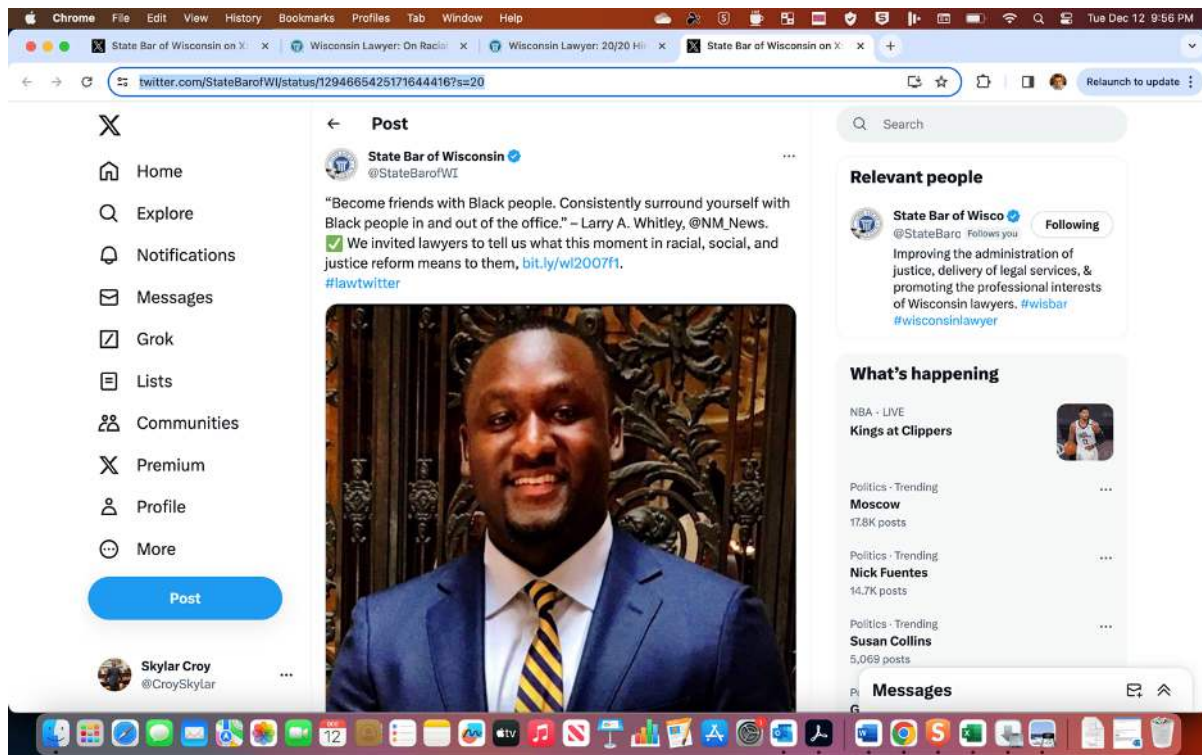 Chrome File Edit View History Bookmarks Profiles Tab Window Help Tue Dec 12 9:56 PM
State Bar of Wisconsin on X: Wisconsin Lawyer: On Racia Wisconsin Lawyer: 20/20 Hi State Bar of Wisconsin on X:
twitter.com/StateBarofWI/status/1294665425171644416?s=20
Relaunch to update
Home
Explore
Notifications
Messages
Grok
Lists
Communities
Premium
Profile
More
Post
Skylar Croy
@CroySkylar
Post
State Bar of Wisconsin
@StateBarofWI
“Become friends with Black people. Consistently surround yourself with
Black people in and out of the office.” – Larry A. Whitley, @NM_News.
✅ We invited lawyers to tell us what this moment in racial, social, and
justice reform means to them, bit.ly/wl2007f1.
#lawtwitter
Search
Relevant people
State Bar of Wisco
@StateBarc Follows you
Following
Improving the administration of
justice, delivery of legal services, &
promoting the professional interests
of Wisconsin lawyers. #wisbar
#wisconsinlawyer
What’s happening
NBA · LIVE
Kings at Clippers
Politics · Trending
Moscow
17.8K posts
Politics · Trending
Nick Fuentes
14.7K posts
Politics · Trending
Susan Collins
5,069 posts
Messages
DEC
12
tv